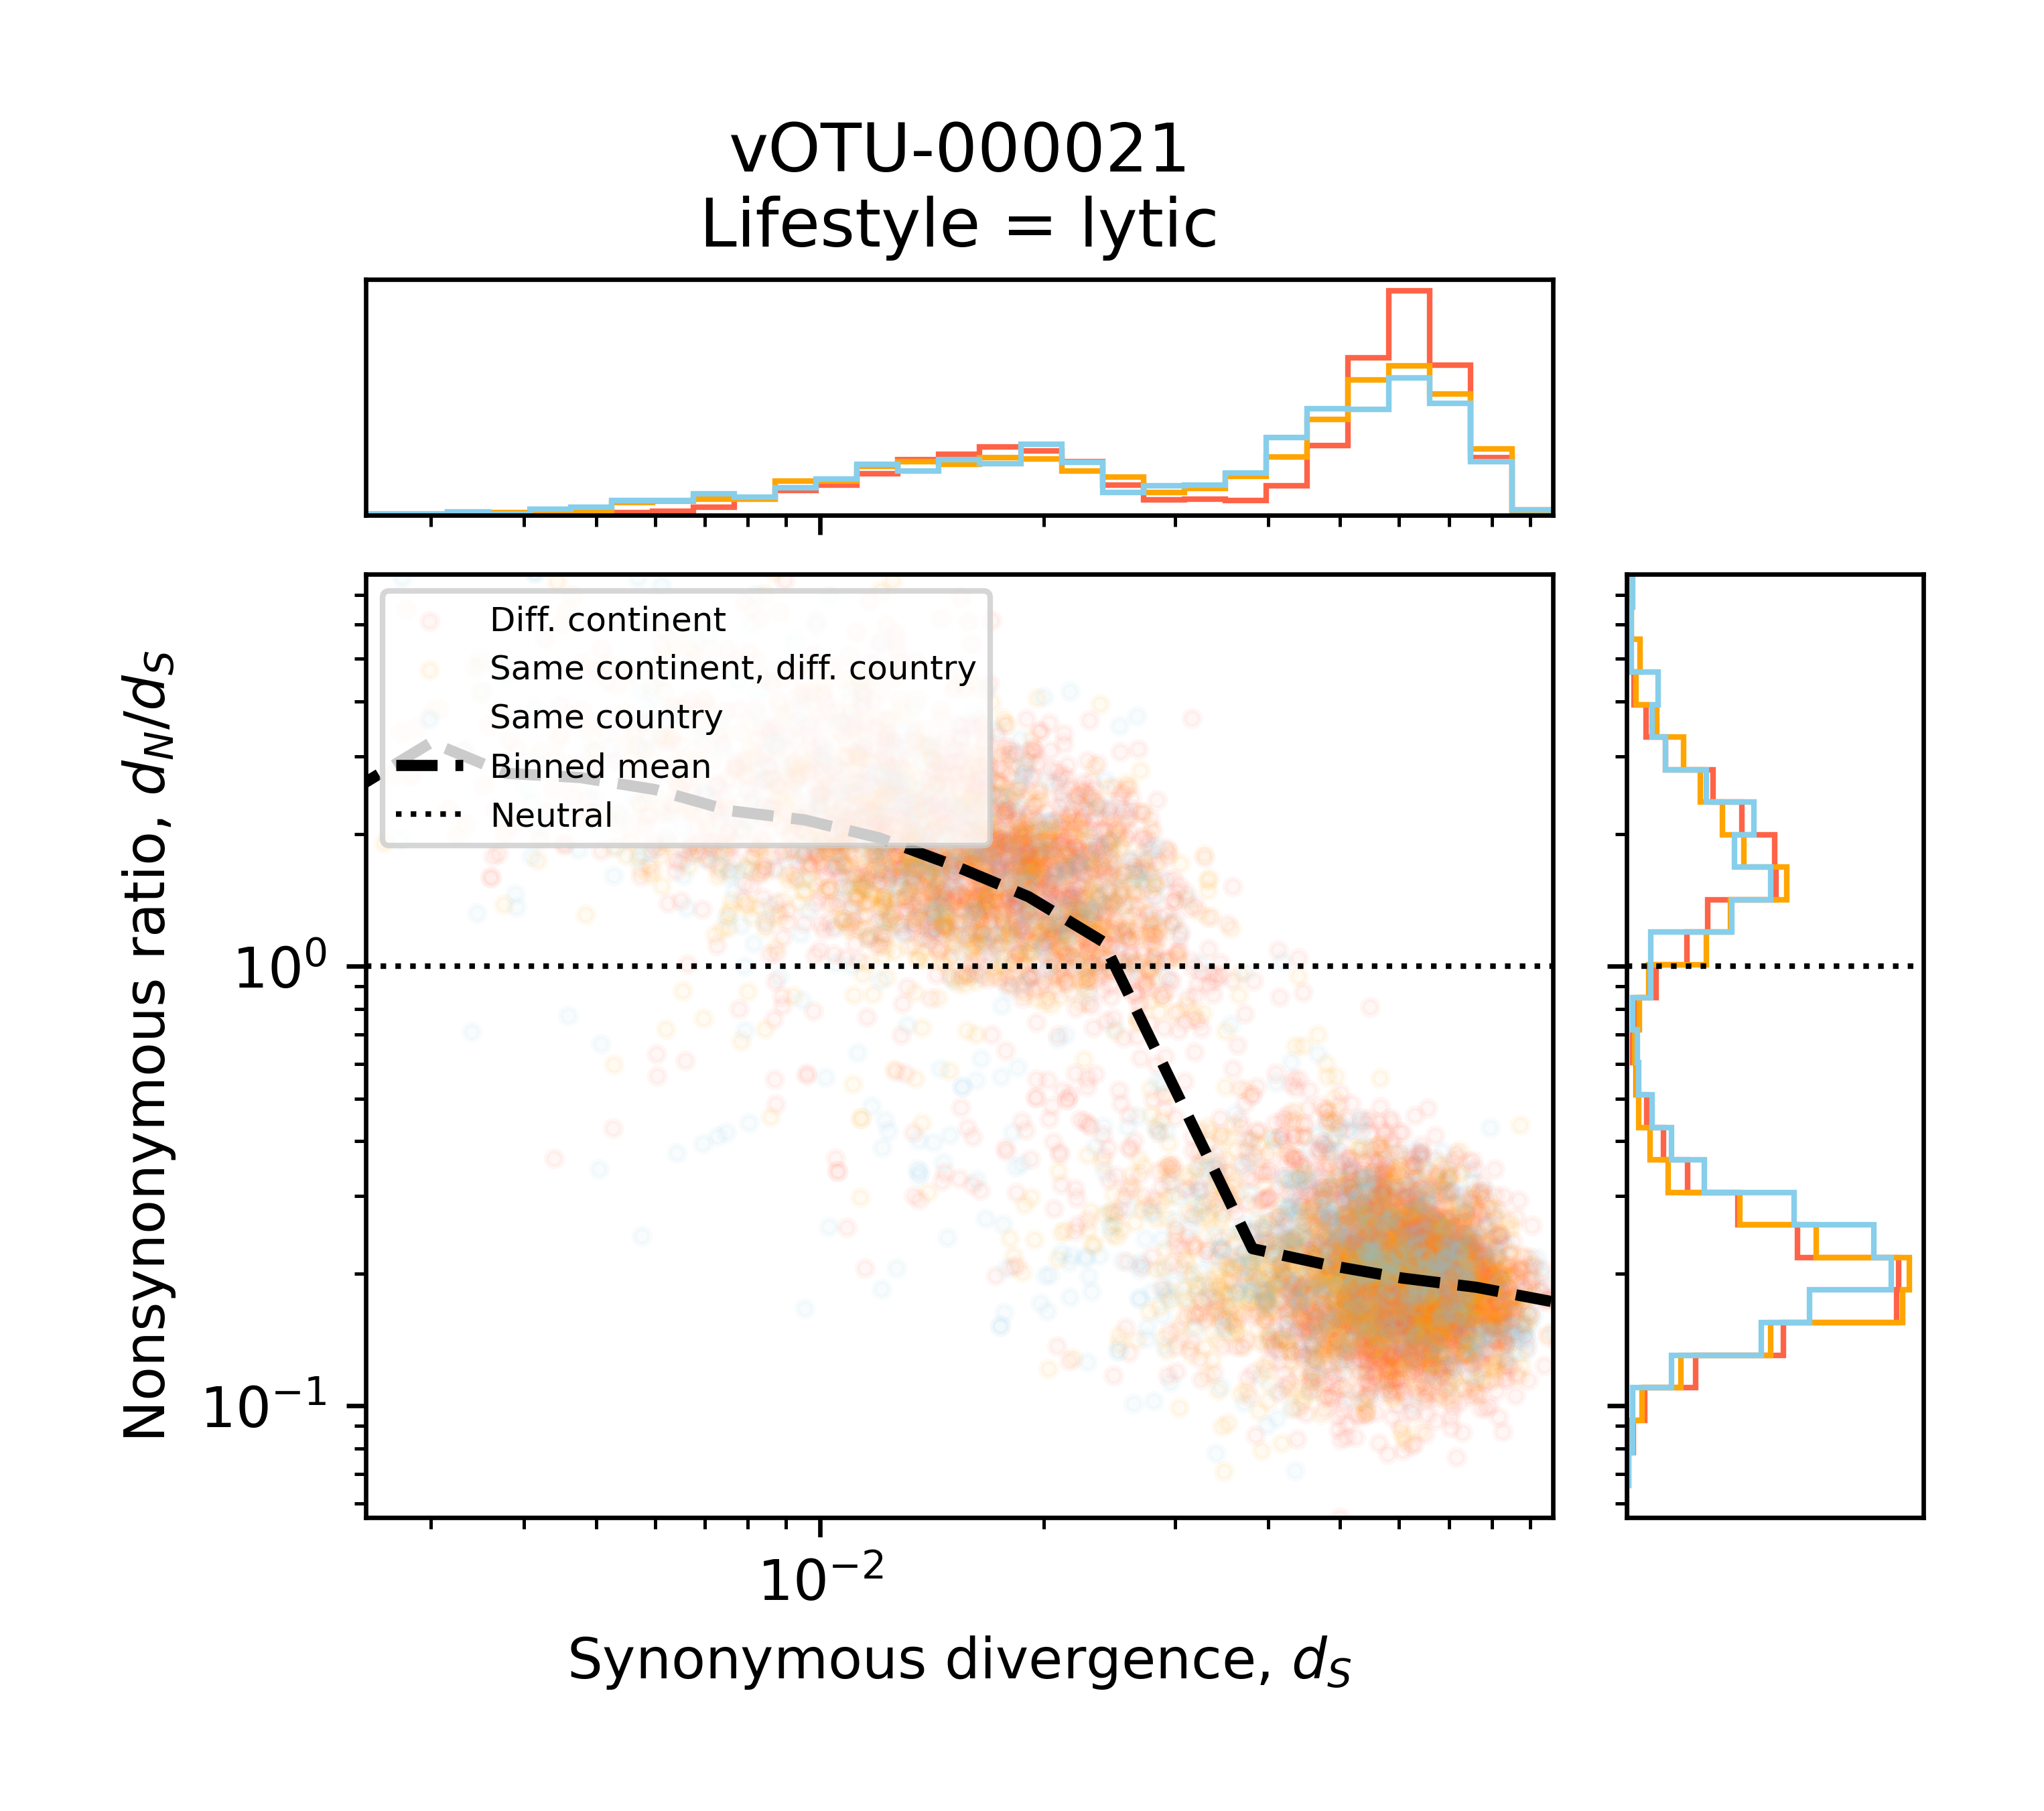 vOTU-000021
Lifestyle = lytic
Diff. continent
Same continent, diff. country
Same country
Binned mean
Neutral
Nonsynonymous ratio, $d_N/d_S$
$10^0$
$10^{-1}$
$10^{-2}$
Synonymous divergence, $d_S$